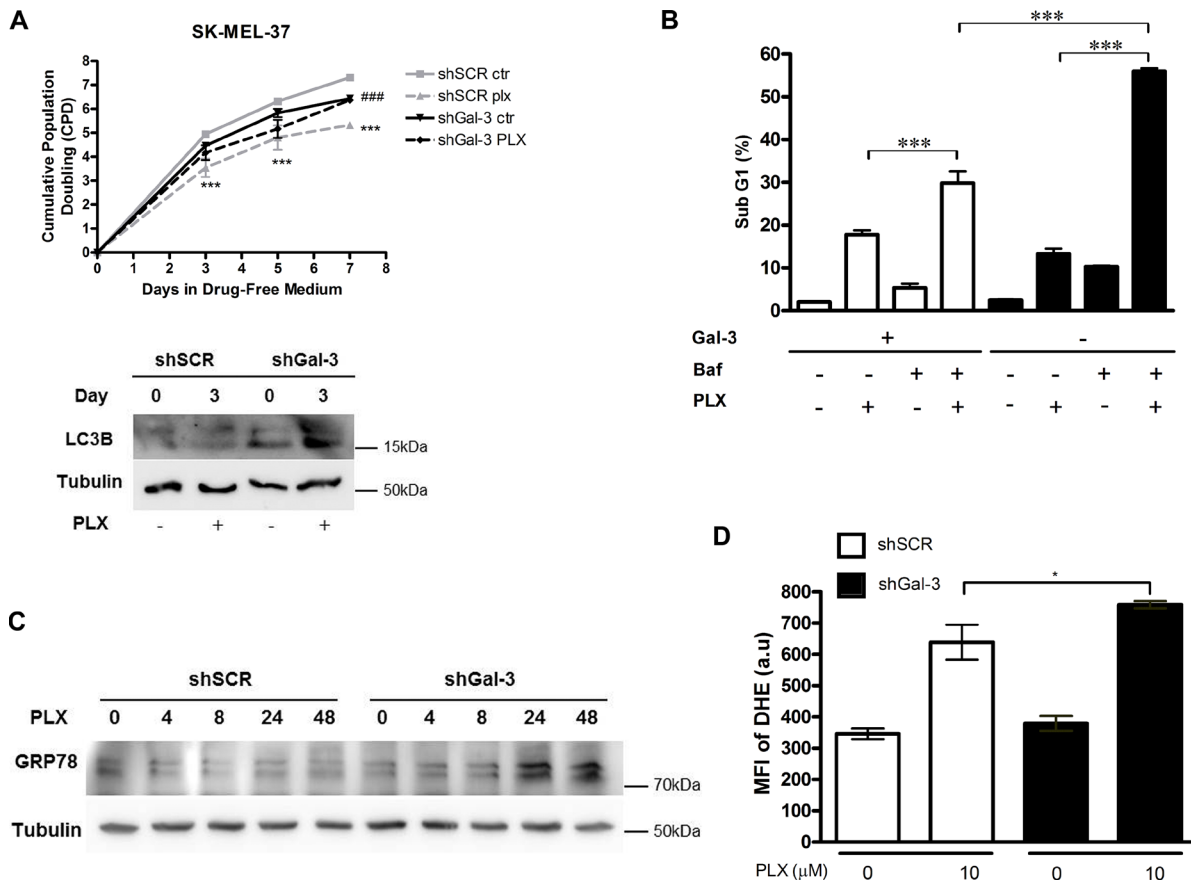 A
SK-MEL-37
Cumulative Population
Doubling (CPD)
8
7
6
5
4
3
2
1
0
0 1 2 3 4 5 6 7 8
Days in Drug-Free Medium
shSCR ctr
shSCR plx
shGal-3 ctr
shGal-3 PLX
###
***
***
***
shSCR shGal-3
Day 0 3 0 3
LC3B
15kDa
Tubulin
50kDa
PLX - + - +
B
Sub G1 (%)
60
50
40
30
20
10
0
***
***
***
Gal-3 + -
Baf - - + + - - + +
PLX - + - + - + - +
C
shSCR shGal-3
PLX 0 4 8 24 48 0 4 8 24 48
GRP78
70kDa
Tubulin
50kDa
D
shSCR
shGal-3
MFI of DHE (a.u)
800
700
600
500
400
300
200
100
0
*
PLX (µM) 0 10 0 10